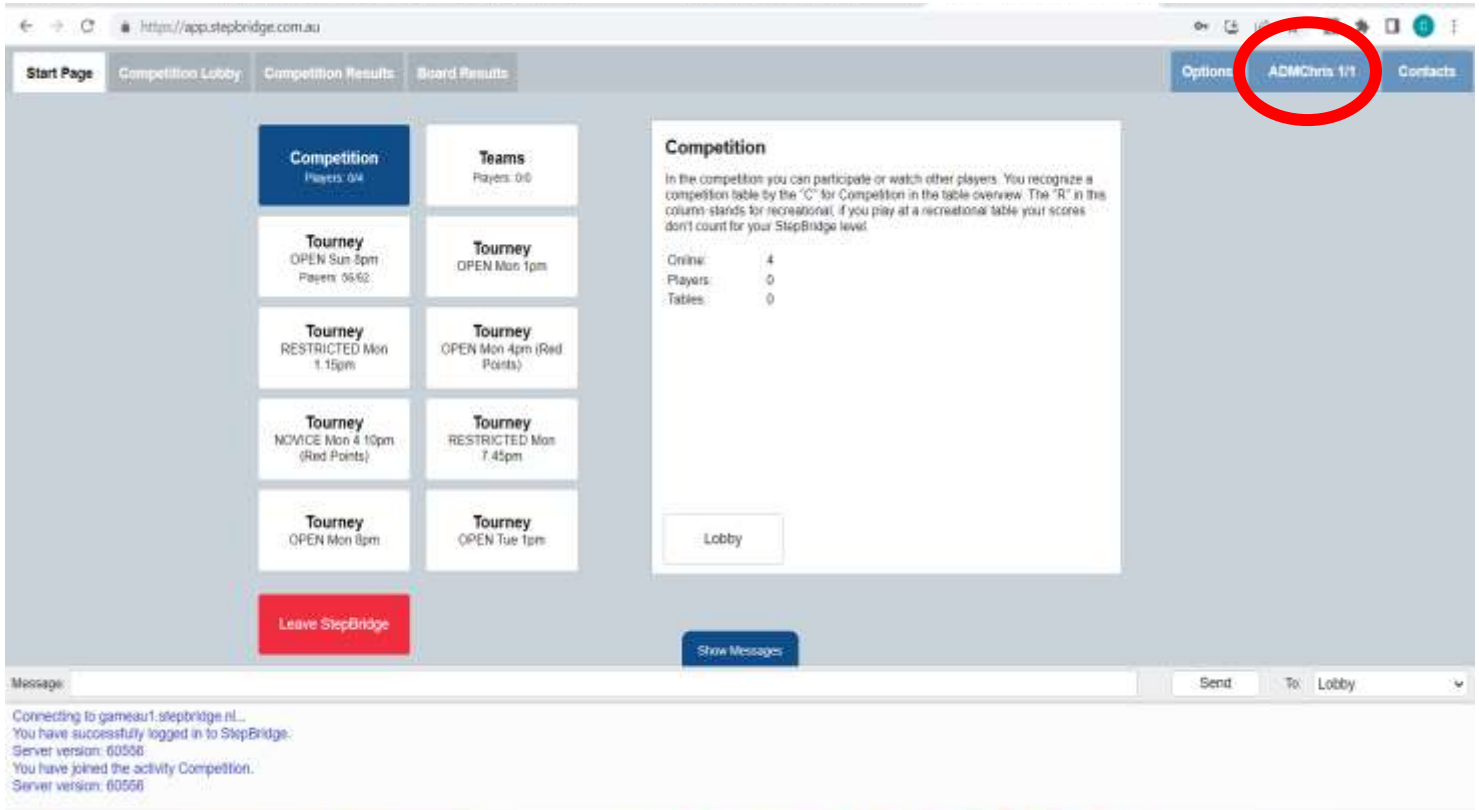 https://app.stepbridge.com.au
Start Page
Competition Lobby
Competition Results
Board Results
Options
ADMChris 1/1
Contacts
Competition
Players: 0/4
Teams
Players: 0/0
Tourney
OPEN Sun 8pm
Players: 56/62
Tourney
OPEN Mon 1pm
Tourney
RESTRICTED Mon
1.15pm
Tourney
OPEN Mon 4pm (Red
Points)
Tourney
NOVICE Mon 4.10pm
(Red Points)
Tourney
RESTRICTED Mon
7.45pm
Tourney
OPEN Mon 8pm
Tourney
OPEN Tue 1pm
Leave StepBridge
Competition
In the competition you can participate or watch other players. You recognize a
competition table by the "C" for Competition in the table overview. The "R" in this
column stands for recreational, if you play at a recreational table your scores
don't count for your StepBridge level.
Online: 4
Players: 0
Tables: 0
Lobby
Show Messages
Message:
Send
To: Lobby
Connecting to gameau1.stepbridge.nl...
You have successfully logged in to StepBridge.
Server version: 60556
You have joined the activity Competition.
Server version: 60556